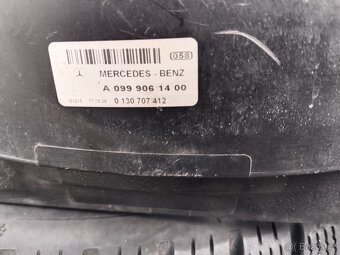 058
MERCEDES - BENZ
A 099 906 14 00
0 130 707 412